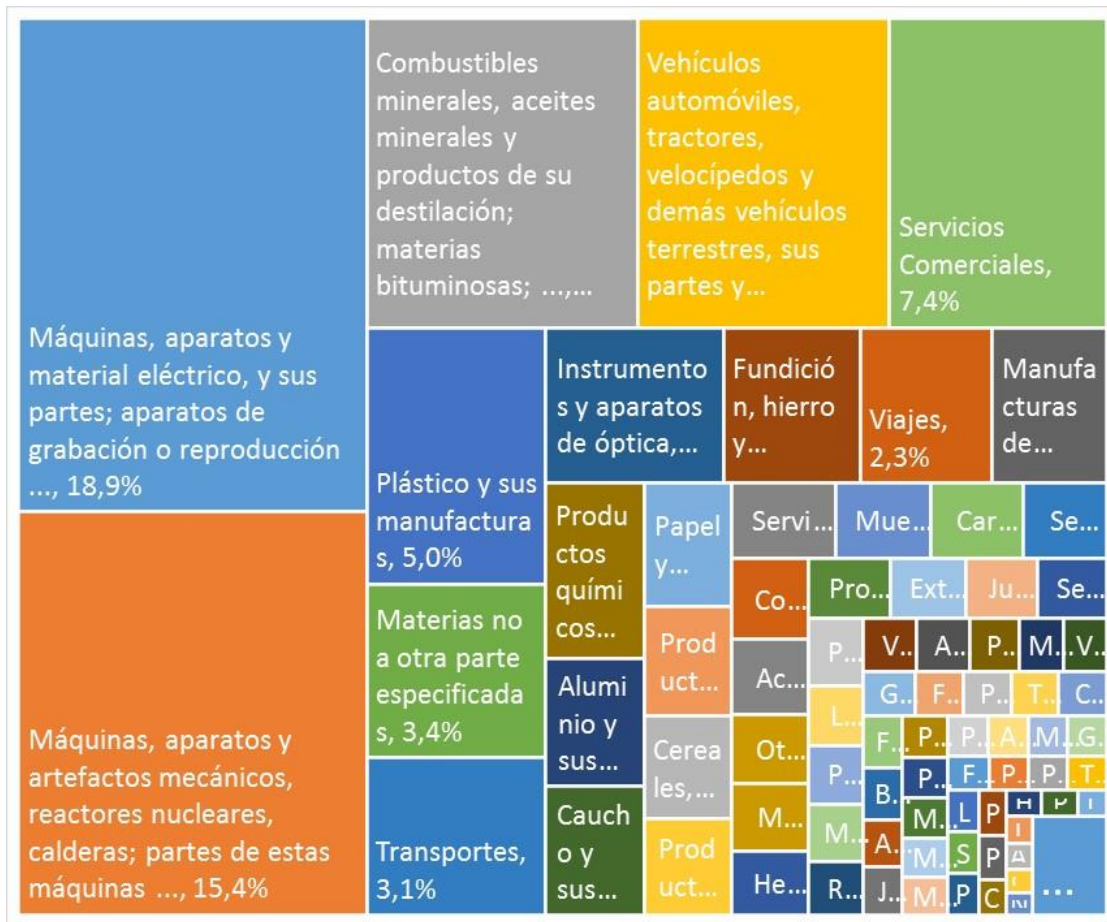 Combustibles
minerales, aceites
minerales y
productos de su
destilación;
materias
bituminosas; ...,...
Vehículos
automóviles,
tractores,
velocípedos y
demás vehículos
terrestres, sus
partes y...
Servicios
Comerciales,
7,4%
Máquinas, aparatos y
material eléctrico, y sus
partes; aparatos de
grabación o reproducción
..., 18,9%
Máquinas, aparatos y
artefactos mecánicos,
reactores nucleares,
calderas; partes de estas
máquinas ..., 15,4%
Plástico y sus
manufactura
s, 5,0%
Materias no
a otra parte
especificada
s, 3,4%
Transportes,
3,1%
Instrumento
s y aparatos
de óptica,...
Fundició
n, hierro
y...
Viajes,
2,3%
Manufa
cturas
de...
Produ
ctos
quími
cos...
Alumi
nio y
sus...
Cauch
o y
sus...
Papel
y...
Prod
uct...
Cerea
les,...
Prod
uct...
Servi...
Mue...
Car...
Se...
Co...
Ac...
Ot...
M...
He...
Pro...
Ext...
Ju...
Se...
P...
L...
P...
M...
R...
V...
A...
P...
M...
V...
G...
F...
P...
T...
C...
F...
P...
P...
A...
M...
G...
P...
F...
P...
P...
T...
B...
M...
L
P
A...
M...
S
P
J...
M...
P
C
...